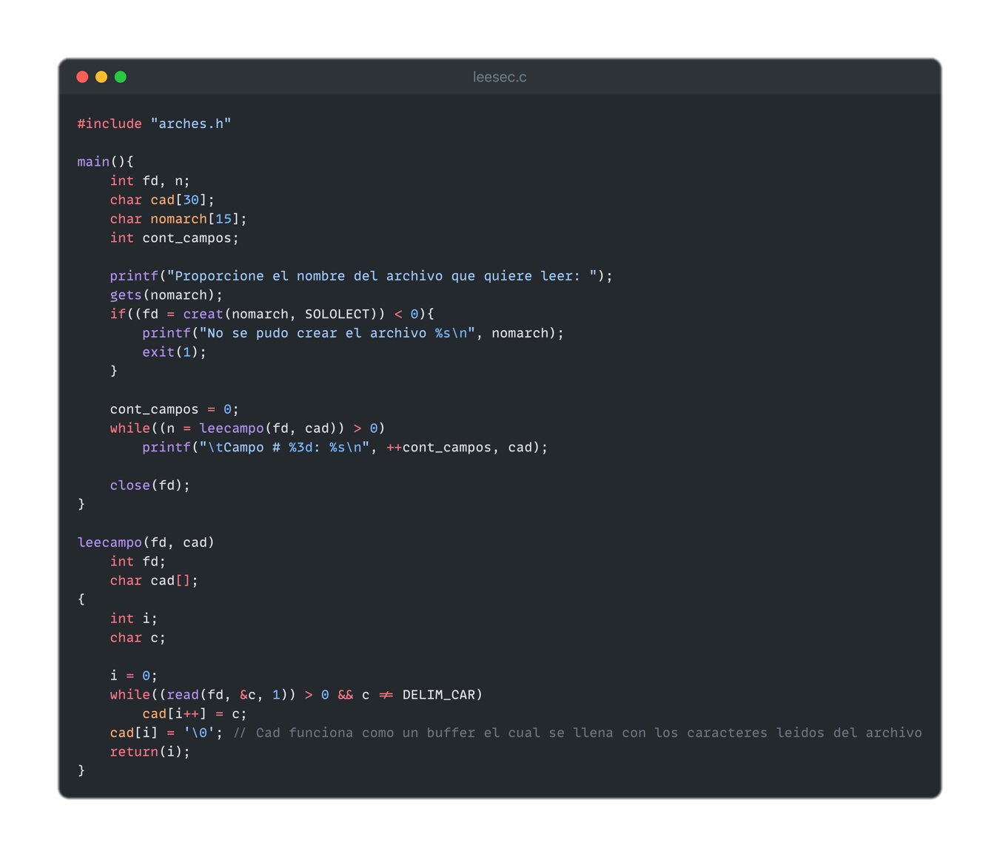 leesec.c
#include "arches.h"
main(){
    int fd, n;
    char cad[30];
    char nomarch[15];
    int cont_campos;
    printf("Proporcione el nombre del archivo que quiere leer: ");
    gets(nomarch);
    if((fd = creat(nomarch, SOLOLECT)) < 0){
        printf("No se pudo crear el archivo %s\n", nomarch);
        exit(1);
    }
    cont_campos = 0;
    while((n = leecampo(fd, cad)) > 0)
        printf("\tCampo # %3d: %s\n", ++cont_campos, cad);
    close(fd);
}
leecampo(fd, cad)
    int fd;
    char cad[];
{
    int i;
    char c;
    i = 0;
    while((read(fd, &c, 1)) > 0 && c != DELIM_CAR)
        cad[i++] = c;
    cad[i] = '\0'; // Cad funciona como un buffer el cual se llena con los caracteres leidos del archivo
    return(i);
}